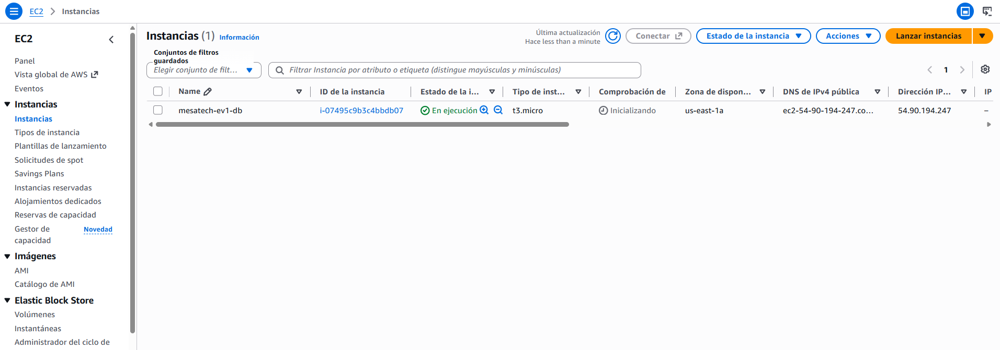 EC2 Instancias
EC2
Panel
Vista global de AWS
Eventos
Instancias
Instancias
Tipos de instancia
Plantillas de lanzamiento
Solicitudes de spot
Savings Plans
Instancias reservadas
Alojamientos dedicados
Reservas de capacidad
Gestor de capacidad Novedad
Imágenes
AMI
Catálogo de AMI
Elastic Block Store
Volúmenes
Instantáneas
Administrador del ciclo de
Instancias (1) Información
Última actualización
Hace less than a minute
Conectar
Estado de la instancia
Acciones
Lanzar instancias
Conjuntos de filtros
guardados
Elegir conjunto de filt...
Filtrar Instancia por atributo o etiqueta (distingue mayúsculas y minúsculas)
1
Name ID de la instancia Estado de la i... Tipo de inst... Comprobación de Zona de dispon... DNS de IPv4 pública Dirección IP... IP
mesatech-ev1-db i-07495c9b3c4bbdb07 En ejecución t3.micro Inicializando us-east-1a ec2-54-90-194-247.co... 54.90.194.247 –